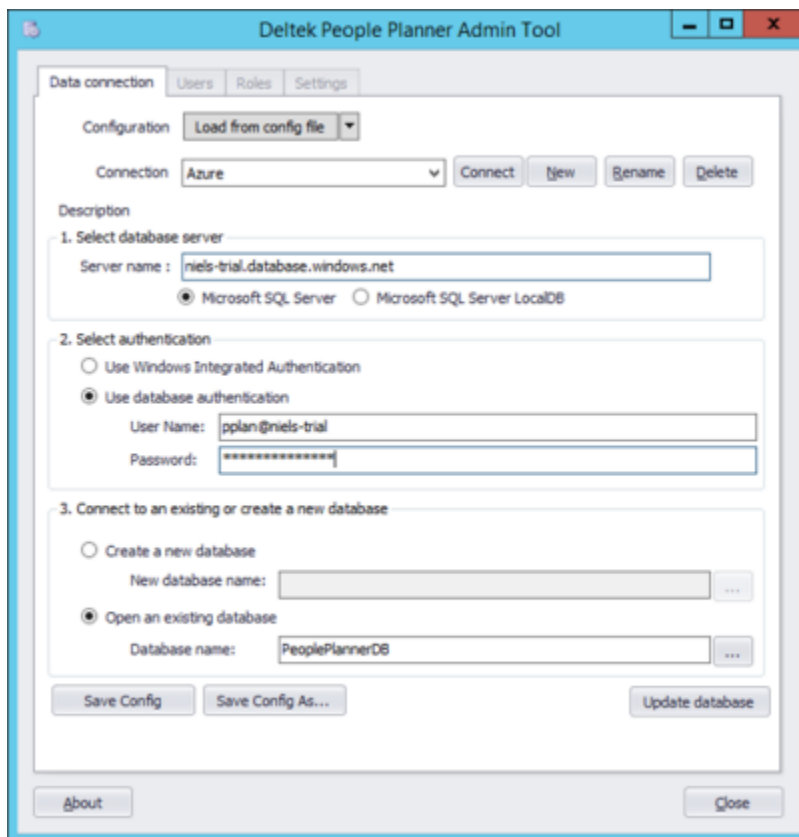 Deltek People Planner Admin Tool
Data connection Users Roles Settings
Configuration Load from config file
Connection Azure Connect New Rename Delete
Description
1. Select database server
Server name : niels-trial.database.windows.net
Microsoft SQL Server Microsoft SQL Server LocalDB
2. Select authentication
Use Windows Integrated Authentication
Use database authentication
User Name: pplan@niels-trial
Password: **************
3. Connect to an existing or create a new database
Create a new database
New database name: ...
Open an existing database
Database name: PeoplePlannerDB ...
Save Config Save Config As... Update database
About Close